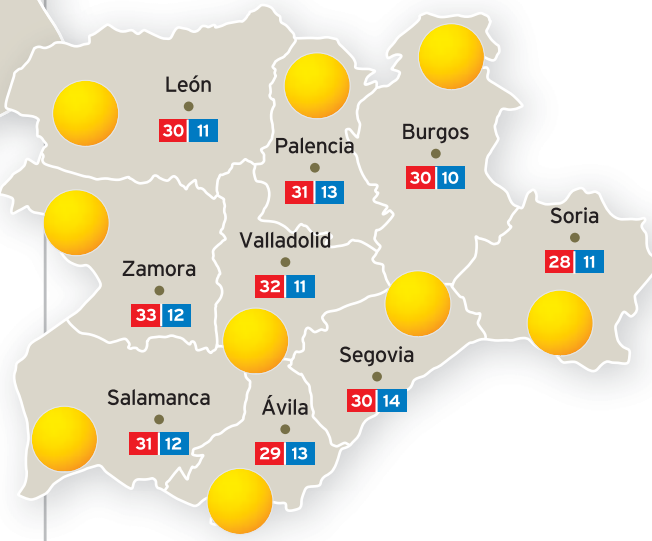 León
30 11
Palencia
31 13
Burgos
30 10
Soria
28 11
Valladolid
32 11
Zamora
33 12
Segovia
30 14
Salamanca
31 12
Ávila
29 13